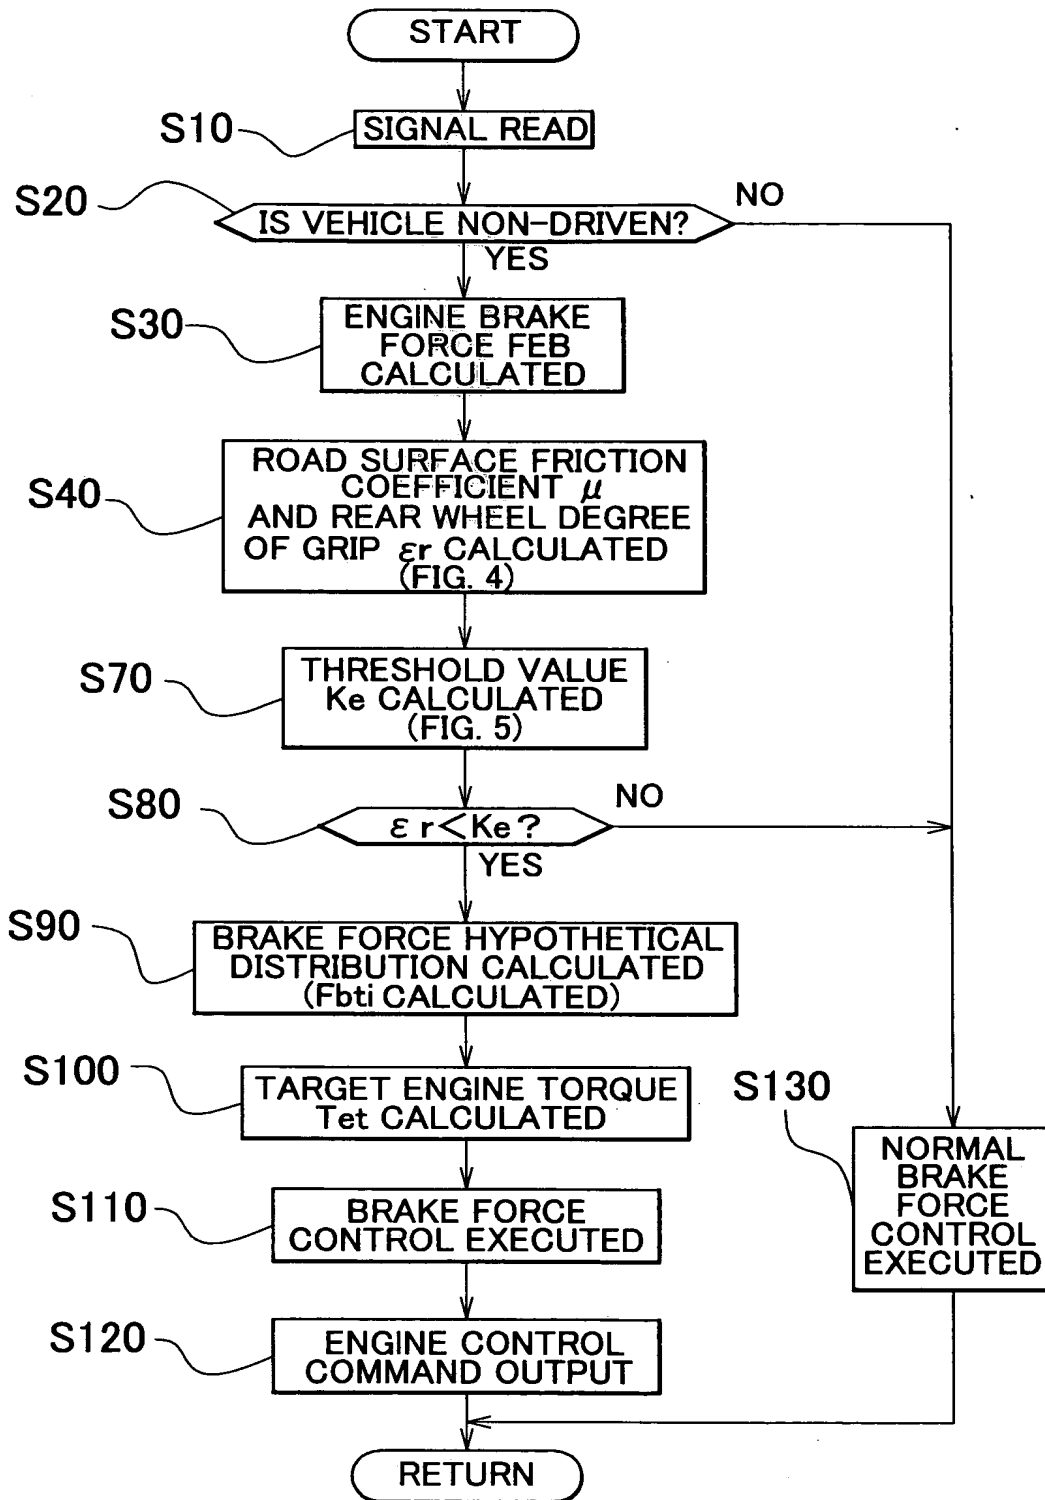 START
S10
SIGNAL READ
S20
IS VEHICLE NON-DRIVEN?
NO
YES
S30
ENGINE BRAKE
FORCE FEB
CALCULATED
S40
ROAD SURFACE FRICTION
COEFFICIENT μ
AND REAR WHEEL DEGREE
OF GRIP εr CALCULATED
(FIG. 4)
S70
THRESHOLD VALUE
Ke CALCULATED
(FIG. 5)
S80
εr<Ke?
NO
YES
S90
BRAKE FORCE HYPOTHETICAL
DISTRIBUTION CALCULATED
(Fbti CALCULATED)
S100
TARGET ENGINE TORQUE
Tet CALCULATED
S110
BRAKE FORCE
CONTROL EXECUTED
S120
ENGINE CONTROL
COMMAND OUTPUT
S130
NORMAL
BRAKE
FORCE
CONTROL
EXECUTED
RETURN